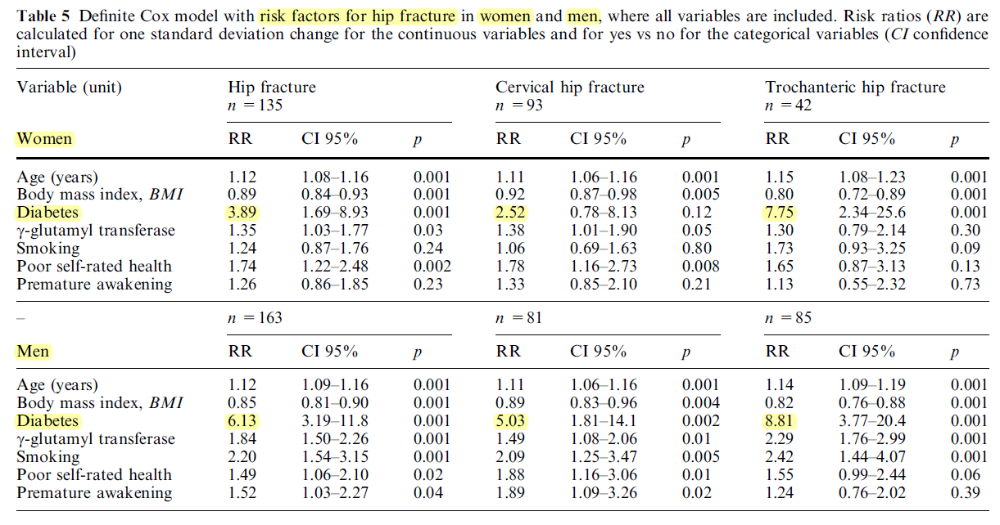 Table 5 Definite Cox model with risk factors for hip fracture in women and men, where all variables are included. Risk ratios (RR) are
calculated for one standard deviation change for the continuous variables and for yes vs no for the categorical variables (CI confidence
interval)
Variable (unit) Hip fracture Cervical hip fracture Trochanteric hip fracture
n = 135 n = 93 n = 42
Women RR CI 95% p RR CI 95% p RR CI 95% p
Age (years) 1.12 1.08–1.16 0.001 1.11 1.06–1.16 0.001 1.15 1.08–1.23 0.001
Body mass index, BMI 0.89 0.84–0.93 0.001 0.92 0.87–0.98 0.005 0.80 0.72–0.89 0.001
Diabetes 3.89 1.69–8.93 0.001 2.52 0.78–8.13 0.12 7.75 2.34–25.6 0.001
γ-glutamyl transferase 1.35 1.03–1.77 0.03 1.38 1.01–1.90 0.05 1.30 0.79–2.14 0.30
Smoking 1.24 0.87–1.76 0.24 1.06 0.69–1.63 0.80 1.73 0.93–3.25 0.09
Poor self-rated health 1.74 1.22–2.48 0.002 1.78 1.16–2.73 0.008 1.65 0.87–3.13 0.13
Premature awakening 1.26 0.86–1.85 0.23 1.33 0.85–2.10 0.21 1.13 0.55–2.32 0.73
– n = 163 n = 81 n = 85
Men RR CI 95% p RR CI 95% p RR CI 95% p
Age (years) 1.12 1.09–1.16 0.001 1.11 1.06–1.16 0.001 1.14 1.09–1.19 0.001
Body mass index, BMI 0.85 0.81–0.90 0.001 0.89 0.83–0.96 0.004 0.82 0.76–0.88 0.001
Diabetes 6.13 3.19–11.8 0.001 5.03 1.81–14.1 0.002 8.81 3.77–20.4 0.001
γ-glutamyl transferase 1.84 1.50–2.26 0.001 1.49 1.08–2.06 0.01 2.29 1.76–2.99 0.001
Smoking 2.20 1.54–3.15 0.001 2.09 1.25–3.47 0.005 2.42 1.44–4.07 0.001
Poor self-rated health 1.49 1.06–2.10 0.02 1.88 1.16–3.06 0.01 1.55 0.99–2.44 0.06
Premature awakening 1.52 1.03–2.27 0.04 1.89 1.09–3.26 0.02 1.24 0.76–2.02 0.39